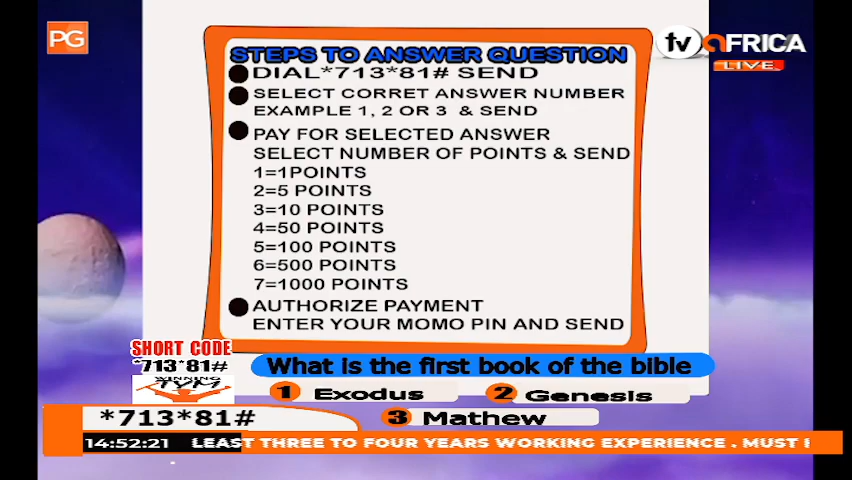 PG
tv AFRICA
LIVE
STEPS TO ANSWER QUESTION
DIAL*713*81# SEND
SELECT CORRET ANSWER NUMBER
EXAMPLE 1, 2 OR 3 & SEND
PAY FOR SELECTED ANSWER
SELECT NUMBER OF POINTS & SEND
1=1POINTS
2=5 POINTS
3=10 POINTS
4=50 POINTS
5=100 POINTS
6=500 POINTS
7=1000 POINTS
AUTHORIZE PAYMENT
ENTER YOUR MOMO PIN AND SEND
SHORT CODE
*713*81#
WINNING
TYM
What is the first book of the bible
1 Exodus
2 Genesis
3 Mathew
*713*81#
14:52:21 LEAST THREE TO FOUR YEARS WORKING EXPERIENCE . MUST